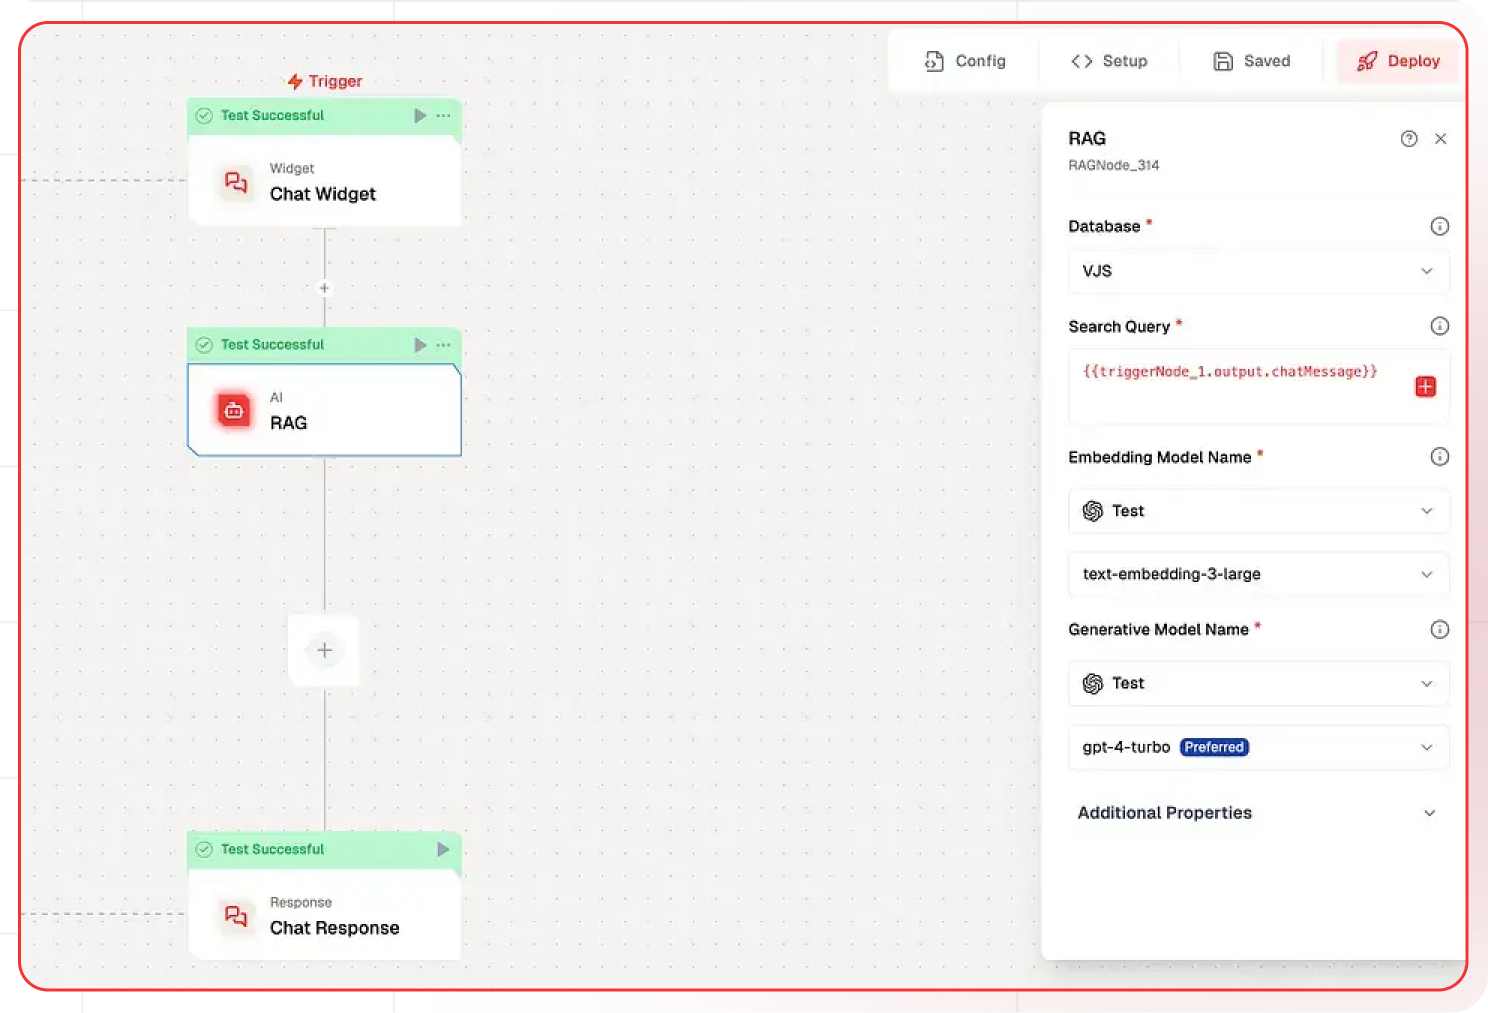 Config
Setup
Saved
Deploy
Trigger
Test Successful
Widget
Chat Widget
Test Successful
AI
RAG
Test Successful
Response
Chat Response
RAG
RAGNode_314
Database *
VJS
Search Query *
{{triggerNode_1.output.chatMessage}}
Embedding Model Name *
Test
text-embedding-3-large
Generative Model Name *
Test
gpt-4-turbo Preferred
Additional Properties